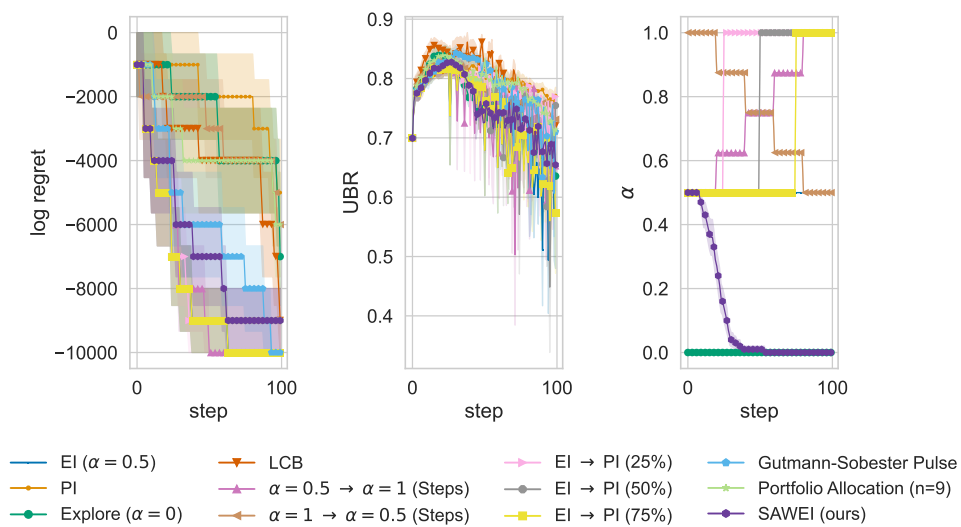 0
−2000
−4000
−6000
−8000
−10000
log regret
0
100
step
0.9
0.8
0.7
0.6
0.5
0.4
UBR
0
100
step
1.0
0.8
0.6
0.4
0.2
0.0
α
0
100
step
EI (α = 0.5)
PI
Explore (α = 0)
LCB
α = 0.5 → α = 1 (Steps)
α = 1 → α = 0.5 (Steps)
EI → PI (25%)
EI → PI (50%)
EI → PI (75%)
Gutmann-Sobester Pulse
Portfolio Allocation (n=9)
SAWEI (ours)